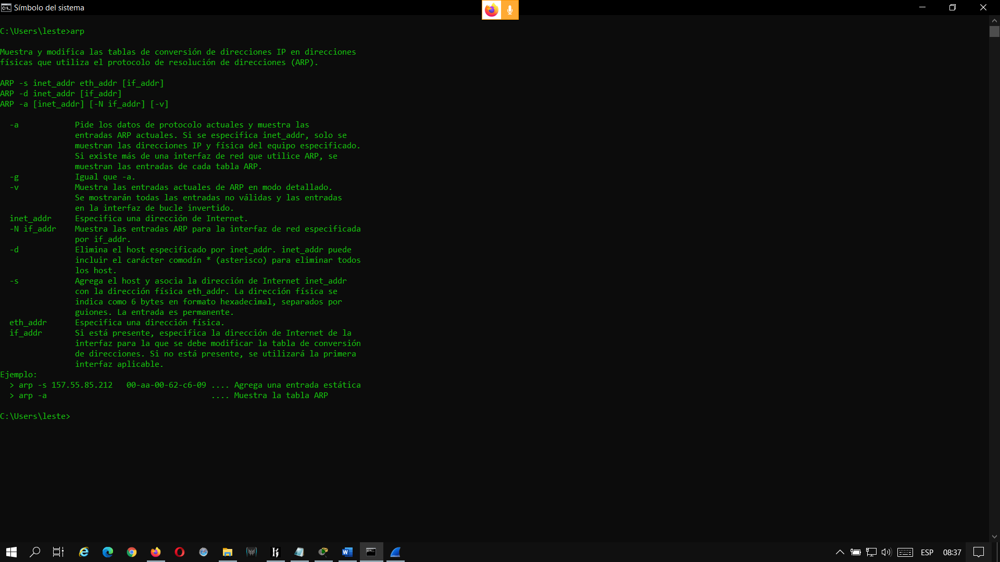 Símbolo del sistema
C:\Users\leste>arp
Muestra y modifica las tablas de conversión de direcciones IP en direcciones
físicas que utiliza el protocolo de resolución de direcciones (ARP).
ARP -s inet_addr eth_addr [if_addr]
ARP -d inet_addr [if_addr]
ARP -a [inet_addr] [-N if_addr] [-v]
-a Pide los datos de protocolo actuales y muestra las
entradas ARP actuales. Si se especifica inet_addr, solo se
muestran las direcciones IP y física del equipo especificado.
Si existe más de una interfaz de red que utilice ARP, se
muestran las entradas de cada tabla ARP.
-g Igual que -a.
-v Muestra las entradas actuales de ARP en modo detallado.
Se mostrarán todas las entradas no válidas y las entradas
en la interfaz de bucle invertido.
inet_addr Especifica una dirección de Internet.
-N if_addr Muestra las entradas ARP para la interfaz de red especificada
por if_addr.
-d Elimina el host especificado por inet_addr. inet_addr puede
incluir el carácter comodín * (asterisco) para eliminar todos
los host.
-s Agrega el host y asocia la dirección de Internet inet_addr
con la dirección física eth_addr. La dirección física se
indica como 6 bytes en formato hexadecimal, separados por
guiones. La entrada es permanente.
eth_addr Especifica una dirección física.
if_addr Si está presente, especifica la dirección de Internet de la
interfaz para la que se debe modificar la tabla de conversión
de direcciones. Si no está presente, se utilizará la primera
interfaz aplicable.
Ejemplo:
> arp -s 157.55.85.212 00-aa-00-62-c6-09 .... Agrega una entrada estática
> arp -a .... Muestra la tabla ARP
C:\Users\leste>
ESP 08:37